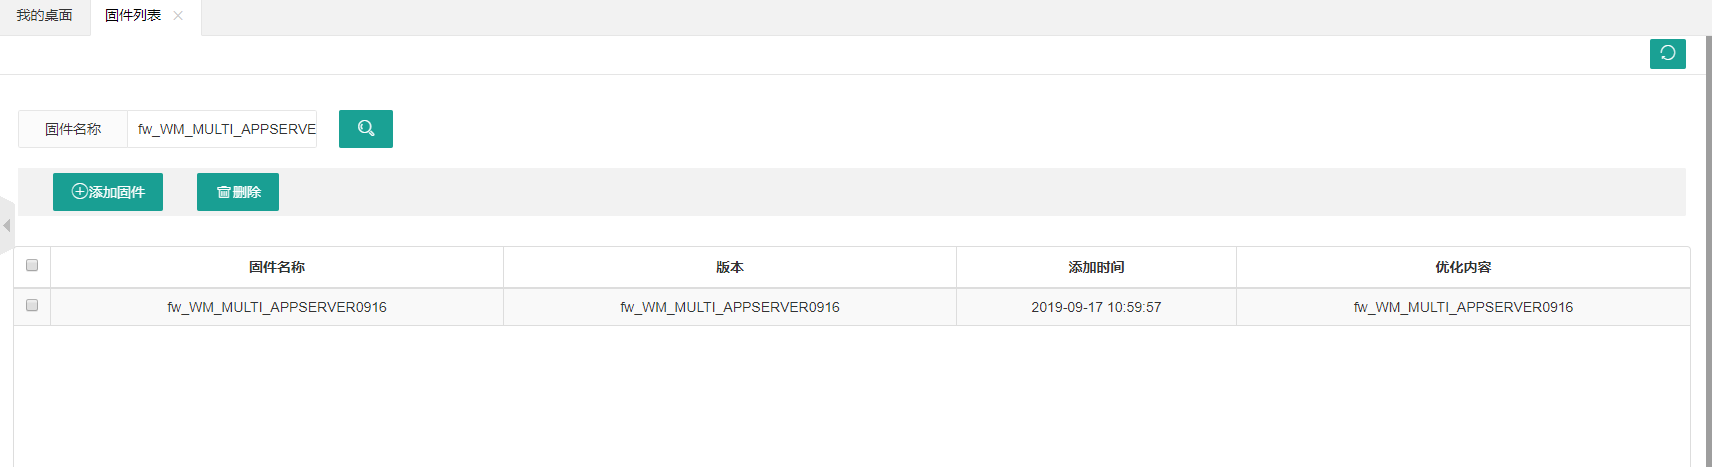 我的桌面 固件列表
固件名称 fw_WM_MULTI_APPSERVE
添加固件 删除
固件名称 版本 添加时间 优化内容
fw_WM_MULTI_APPSERVER0916 fw_WM_MULTI_APPSERVER0916 2019-09-17 10:59:57 fw_WM_MULTI_APPSERVER0916